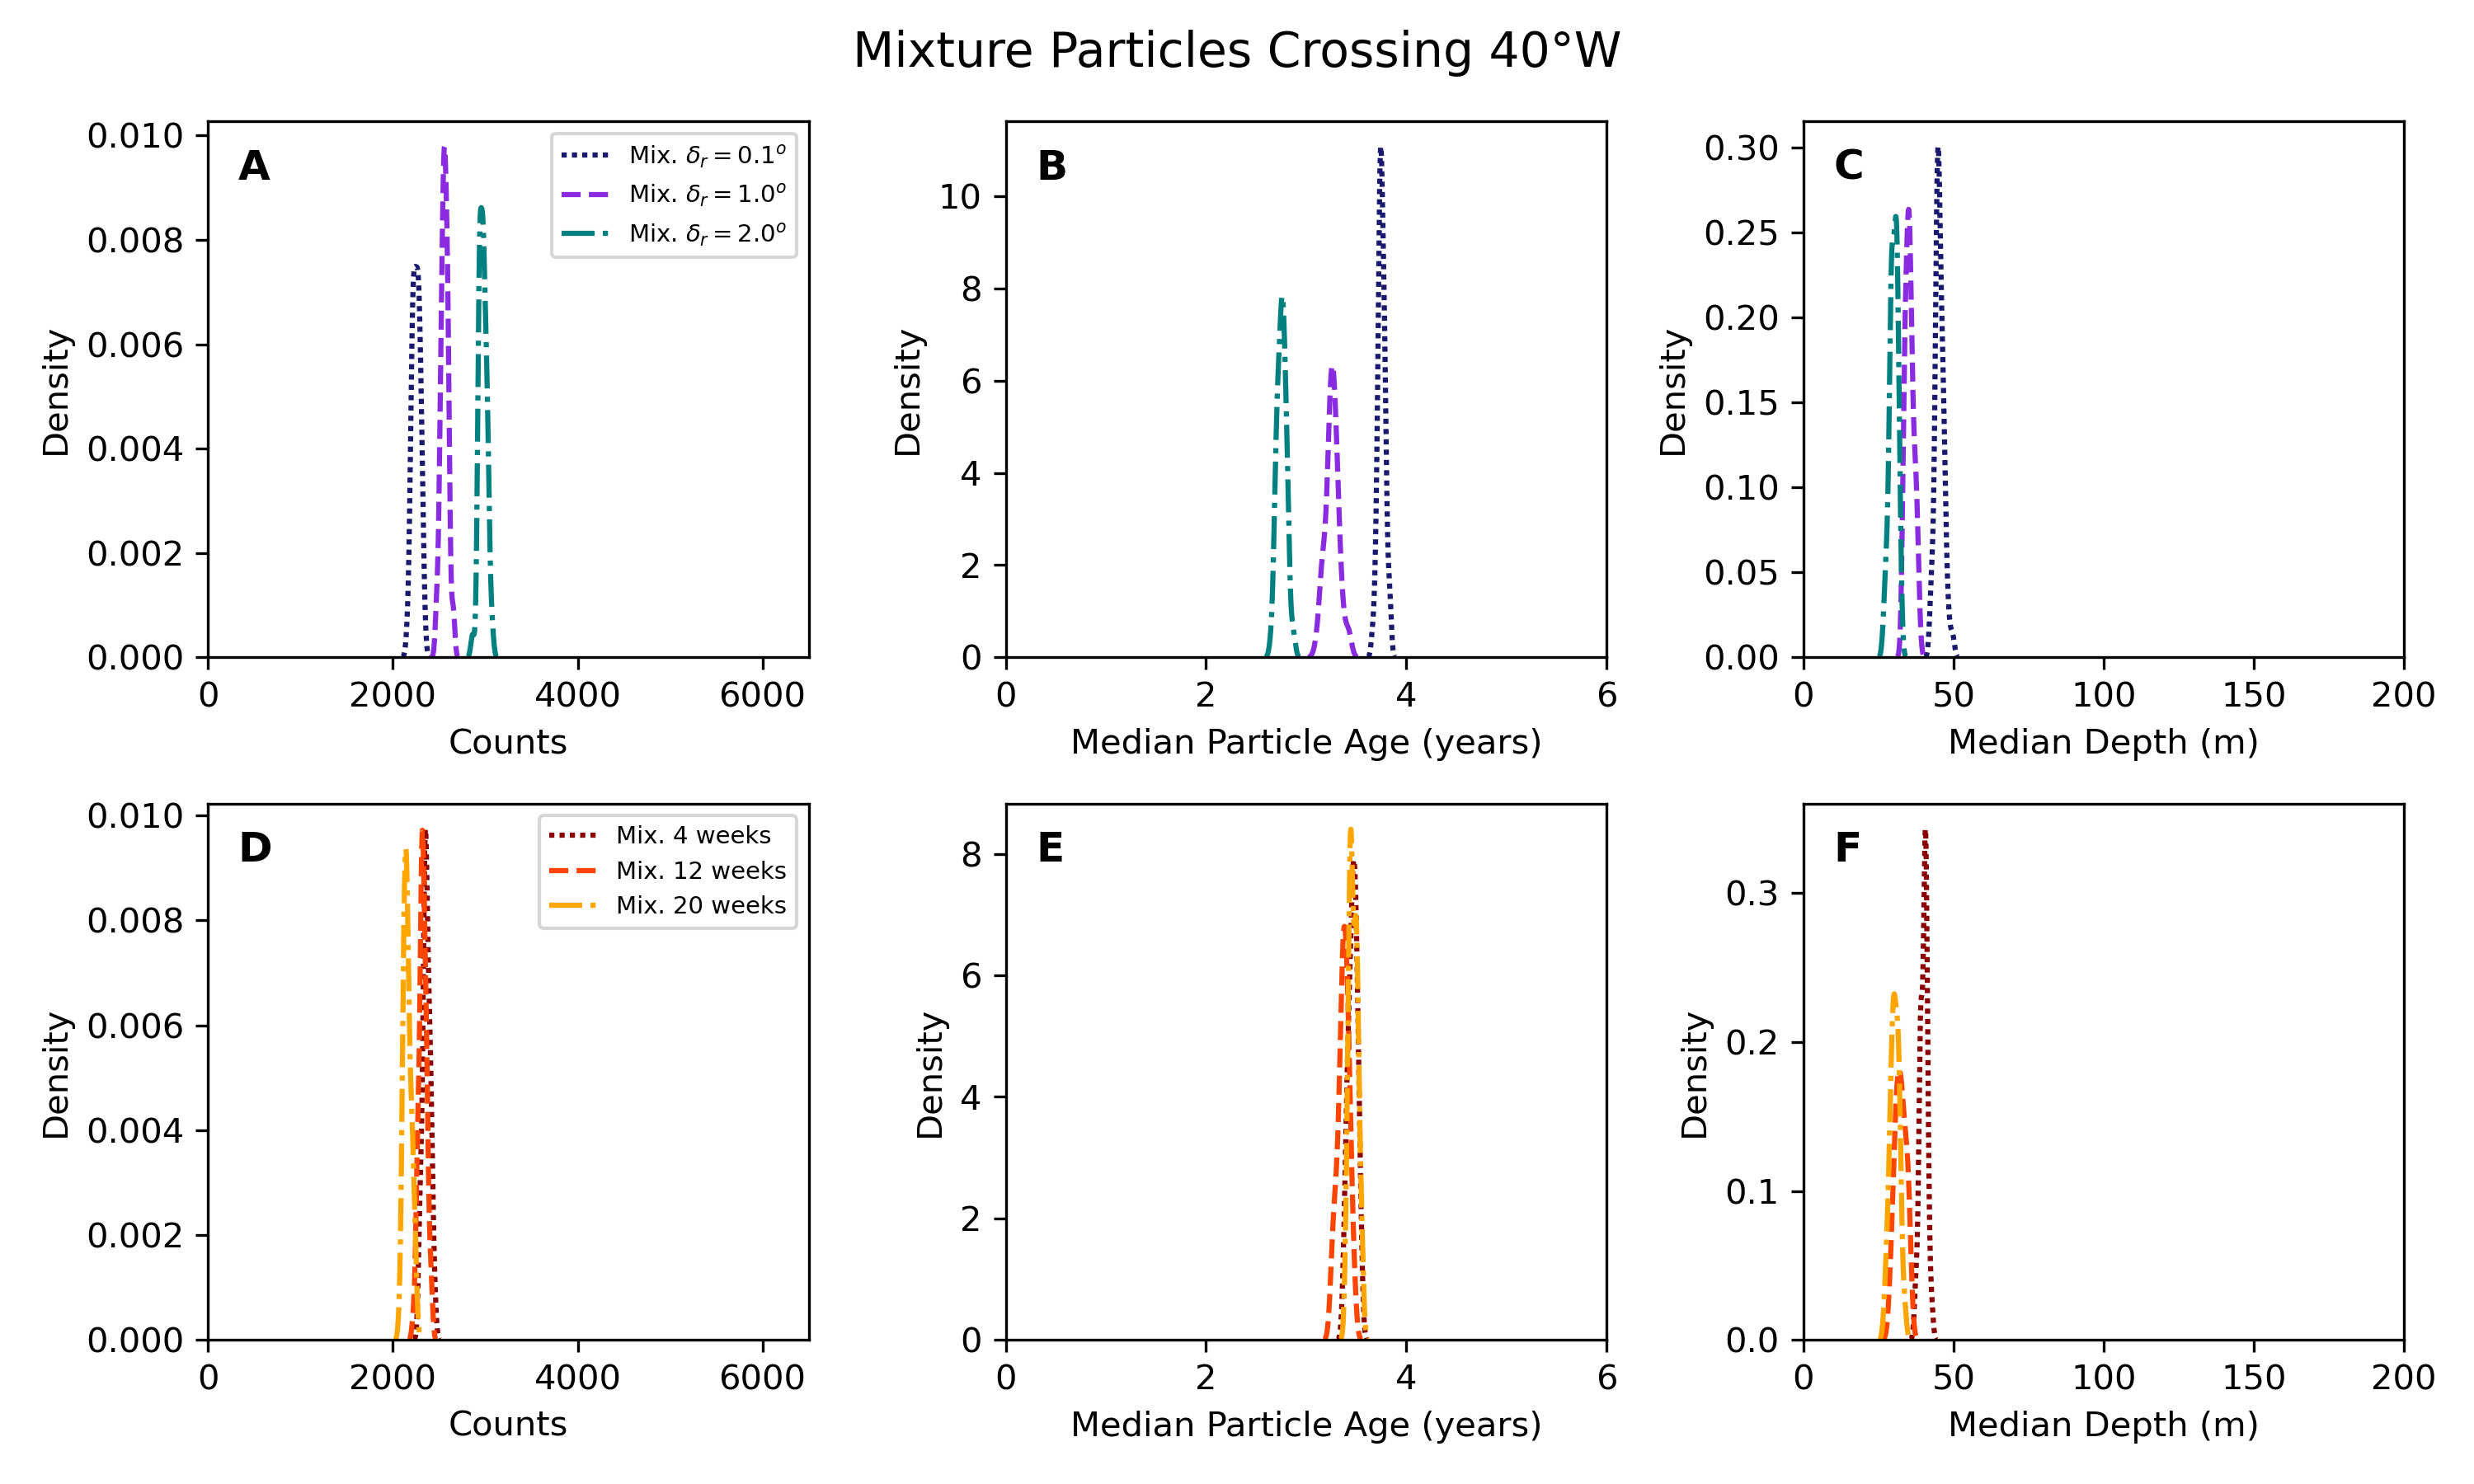 Mixture Particles Crossing 40°W
A
Mix. δr = 0.1o
Mix. δr = 1.0o
Mix. δr = 2.0o
0.010
0.008
0.006
0.004
0.002
0.000
Density
0 2000 4000 6000
Counts
B
10
8
6
4
2
0
Density
0 2 4 6
Median Particle Age (years)
C
0.30
0.25
0.20
0.15
0.10
0.05
0.00
Density
0 50 100 150 200
Median Depth (m)
D
Mix. 4 weeks
Mix. 12 weeks
Mix. 20 weeks
0.010
0.008
0.006
0.004
0.002
0.000
Density
0 2000 4000 6000
Counts
E
8
6
4
2
0
Density
0 2 4 6
Median Particle Age (years)
F
0.3
0.2
0.1
0.0
Density
0 50 100 150 200
Median Depth (m)